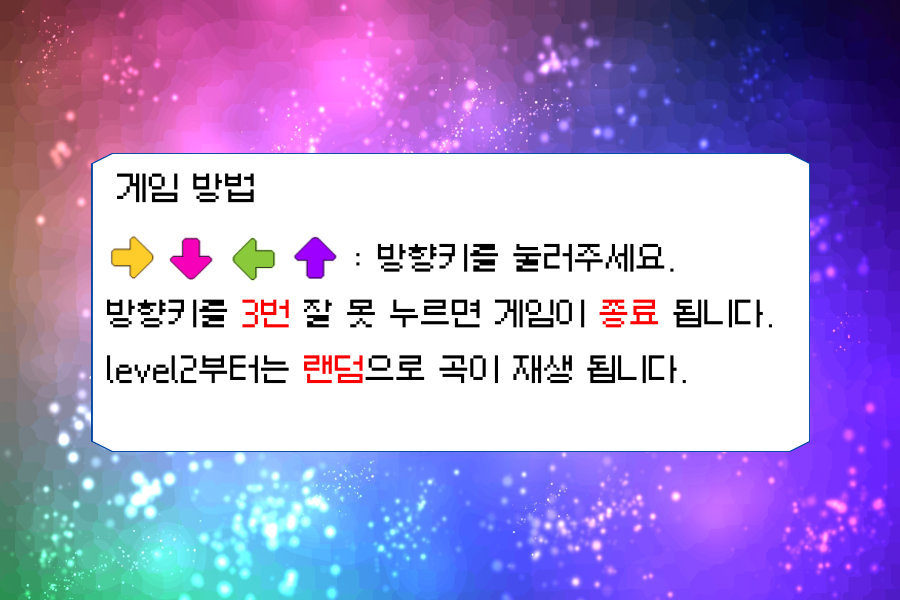 게임 방법
: 방향키를 눌러주세요.
방향키를 3번 잘 못 누르면 게임이 종료 됩니다.
level2부터는 랜덤으로 곡이 재생 됩니다.